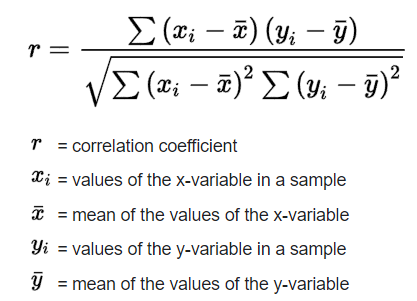 r = ∑ (xᵢ − x̄) (yᵢ − ȳ) / √ ∑ (xᵢ − x̄)² ∑ (yᵢ − ȳ)²
r = correlation coefficient
xᵢ = values of the x-variable in a sample
x̄ = mean of the values of the x-variable
yᵢ = values of the y-variable in a sample
ȳ = mean of the values of the y-variable